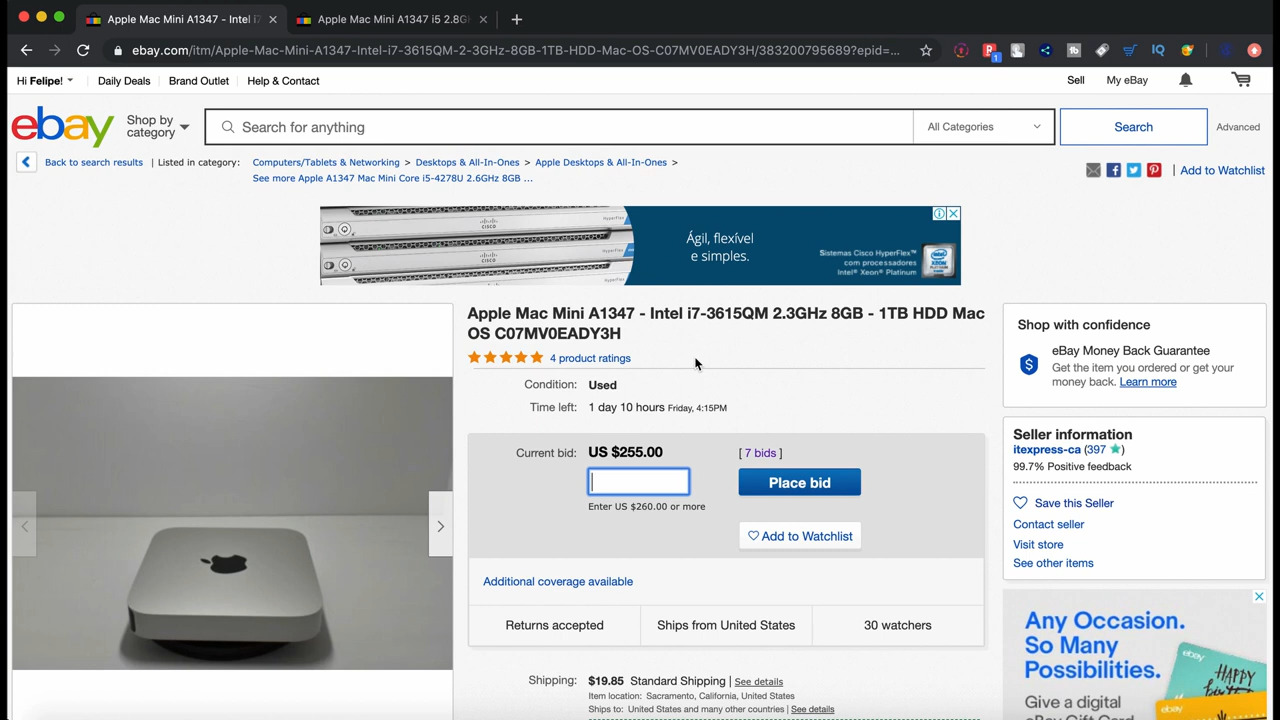 Apple Mac Mini A1347 - Intel i7
Apple Mac Mini A1347 i5 2.8G
ebay.com/itm/Apple-Mac-Mini-A1347-Intel-i7-3615QM-2-3GHz-8GB-1TB-HDD-Mac-OS-C07MV0EADY3H/383200795689?epid=...
Hi Felipe! Daily Deals Brand Outlet Help & Contact Sell My eBay
ebay Shop by category Search for anything All Categories Search Advanced
Back to search results | Listed in category: Computers/Tablets & Networking > Desktops & All-In-Ones > Apple Desktops & All-In-Ones >
See more Apple A1347 Mac Mini Core i5-4278U 2.6GHz 8GB ...
| Add to Watchlist
Ágil, flexível
e simples.
Sistemas Cisco HyperFlex™
com processadores
Intel® Xeon® Platinum
Apple Mac Mini A1347 - Intel i7-3615QM 2.3GHz 8GB - 1TB HDD Mac
OS C07MV0EADY3H
4 product ratings
Condition: Used
Time left: 1 day 10 hours Friday, 4:15PM
Current bid: US $255.00 [ 7 bids ]
Place bid
Enter US $260.00 or more
Add to Watchlist
Additional coverage available
Returns accepted Ships from United States 30 watchers
Shipping: $19.85 Standard Shipping | See details
Item location: Sacramento, California, United States
Ships to: United States and many other countries | See details
Shop with confidence
eBay Money Back Guarantee
Get the item you ordered or get your
money back. Learn more
Seller information
itexpress-ca (397 )
99.7% Positive feedback
Save this Seller
Contact seller
Visit store
See other items
Any Occasion.
So Many
Possibilities.
Give a digital
ebay
HAPPY